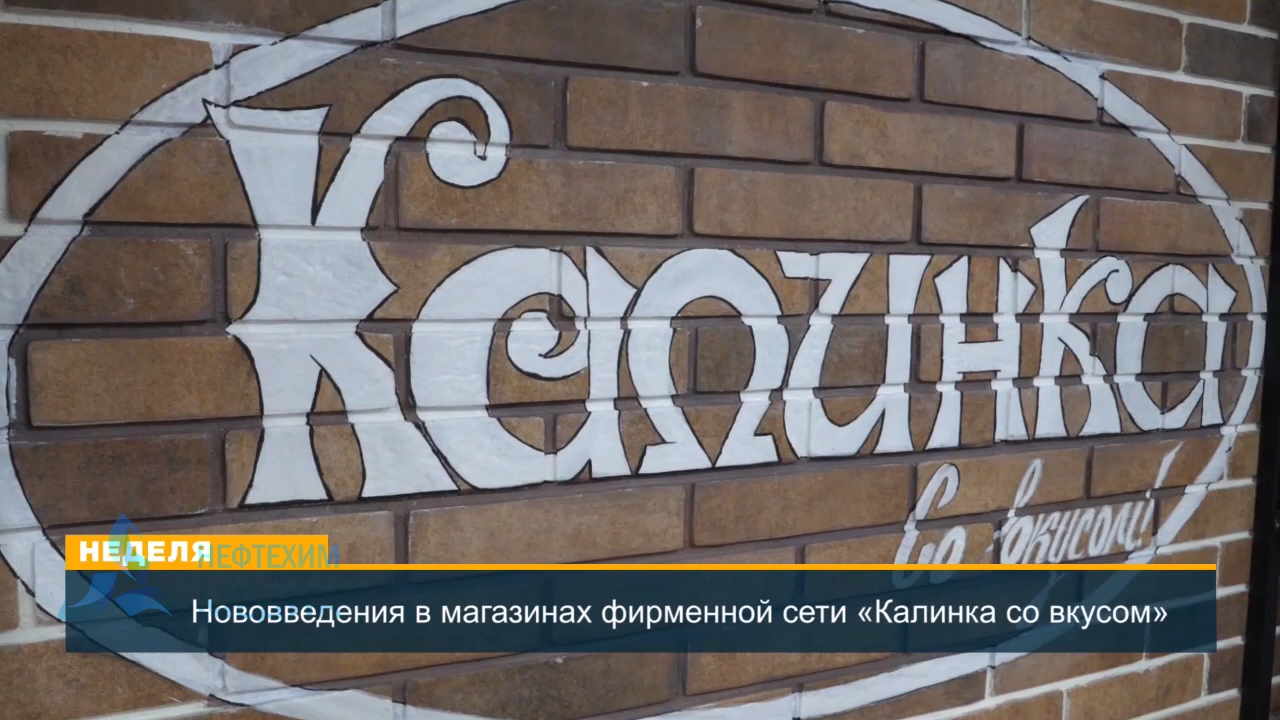 Калинка
Со вкусом!
НЕДЕЛЯ
НЕФТЕХИМ
Нововведения в магазинах фирменной сети «Калинка со вкусом»